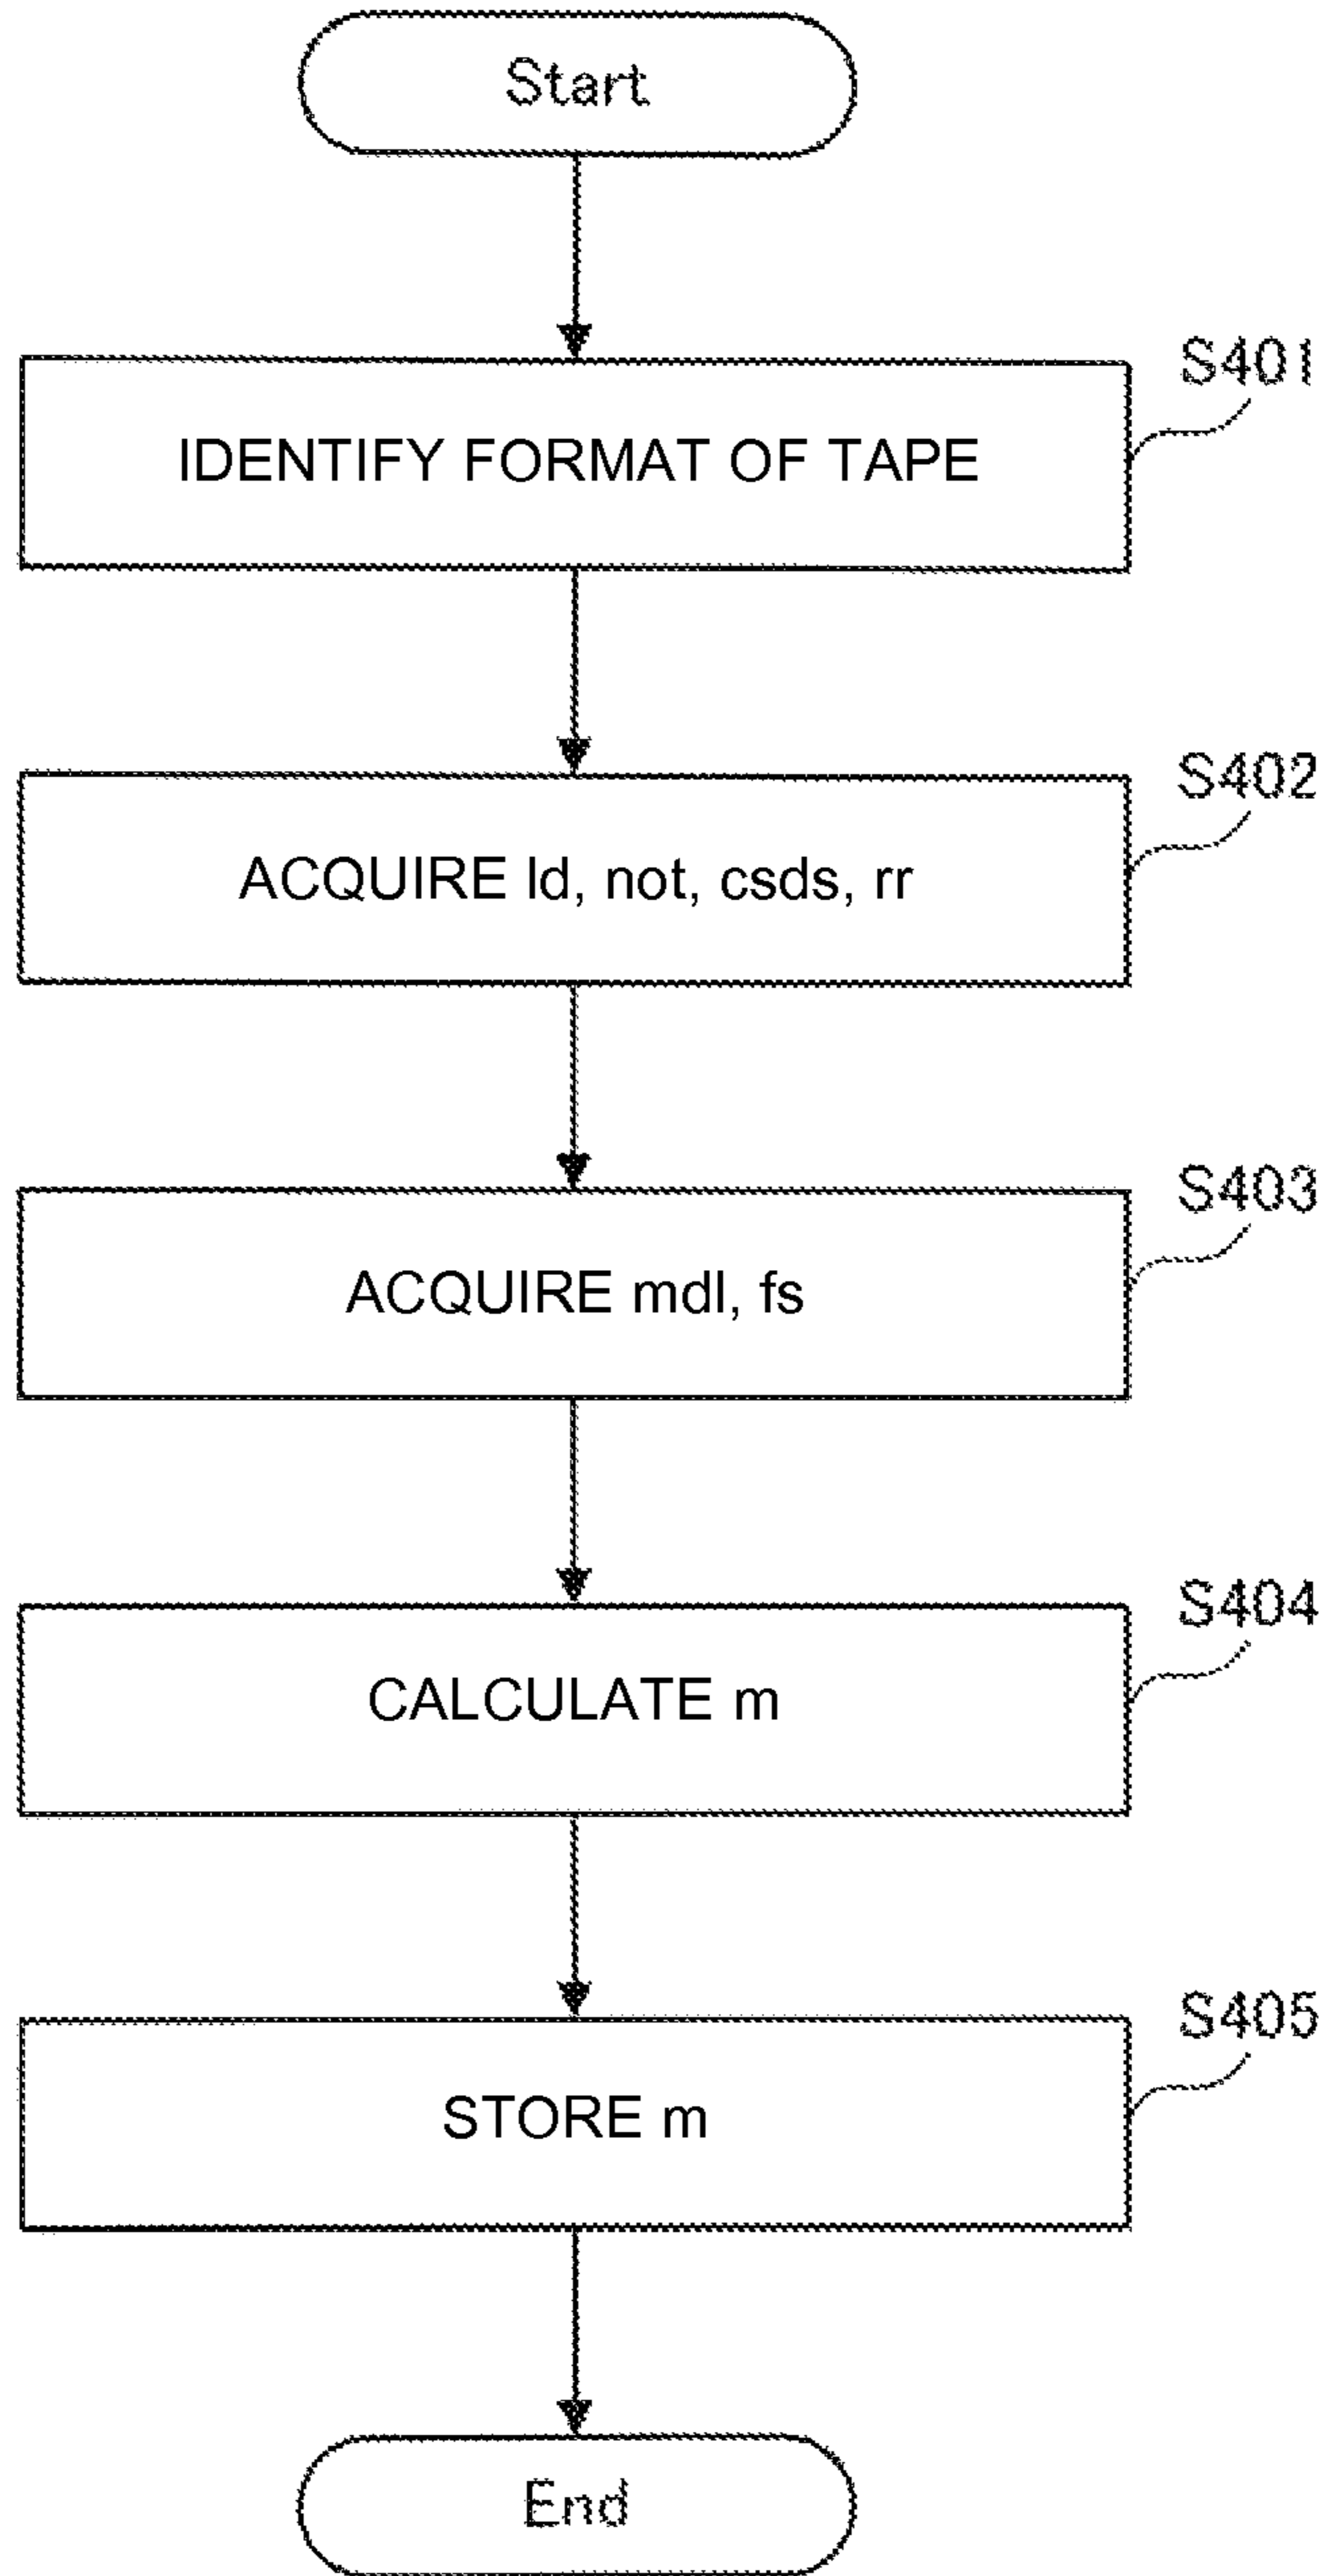 Start
S401
IDENTIFY FORMAT OF TAPE
S402
ACQUIRE ld, not, csds, rr
S403
ACQUIRE mdl, fs
S404
CALCULATE m
S405
STORE m
End